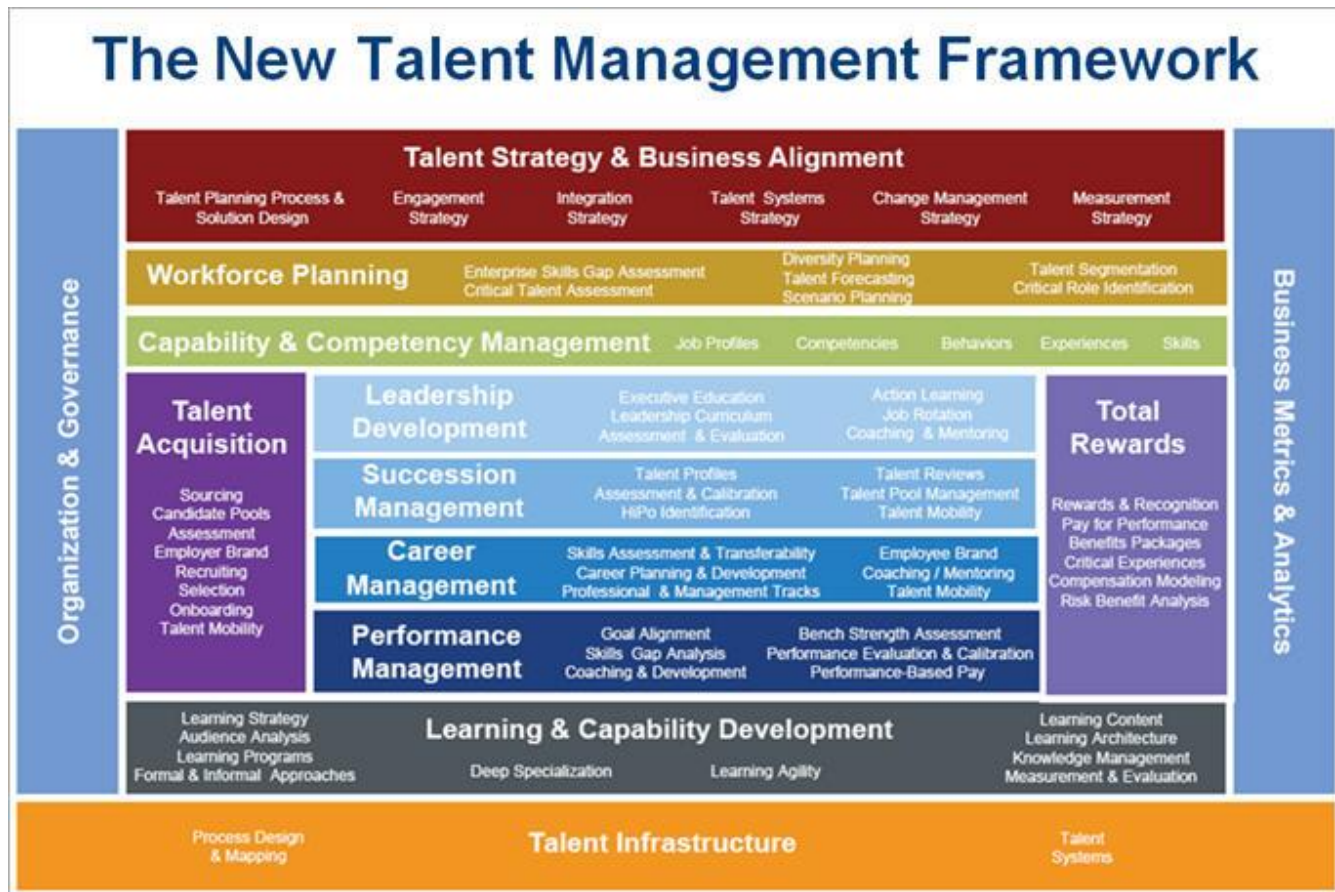 The New Talent Management Framework
Organization & Governance
Talent Strategy & Business Alignment
Talent Planning Process &
Solution Design
Engagement
Strategy
Integration
Strategy
Talent Systems
Strategy
Change Management
Strategy
Measurement
Strategy
Workforce Planning
Enterprise Skills Gap Assessment
Critical Talent Assessment
Diversity Planning
Talent Forecasting
Scenario Planning
Talent Segmentation
Critical Role Identification
Capability & Competency Management
Job Profiles
Competencies
Behaviors
Experiences
Skills
Talent
Acquisition
Sourcing
Candidate Pools
Assessment
Employer Brand
Recruiting
Selection
Onboarding
Talent Mobility
Leadership
Development
Executive Education
Leadership Curriculum
Assessment & Evaluation
Action Learning
Job Rotation
Coaching & Mentoring
Succession
Management
Talent Profiles
Assessment & Calibration
HiPo Identification
Talent Reviews
Talent Pool Management
Talent Mobility
Career
Management
Skills Assessment & Transferability
Career Planning & Development
Professional & Management Tracks
Employee Brand
Coaching / Mentoring
Talent Mobility
Performance
Management
Goal Alignment
Skills Gap Analysis
Coaching & Development
Bench Strength Assessment
Performance Evaluation & Calibration
Performance-Based Pay
Total
Rewards
Rewards & Recognition
Pay for Performance
Benefits Packages
Critical Experiences
Compensation Modeling
Risk Benefit Analysis
Learning Strategy
Audience Analysis
Learning Programs
Formal & Informal Approaches
Learning & Capability Development
Deep Specialization
Learning Agility
Learning Content
Learning Architecture
Knowledge Management
Measurement & Evaluation
Business Metrics & Analytics
Process Design
& Mapping
Talent Infrastructure
Talent
Systems